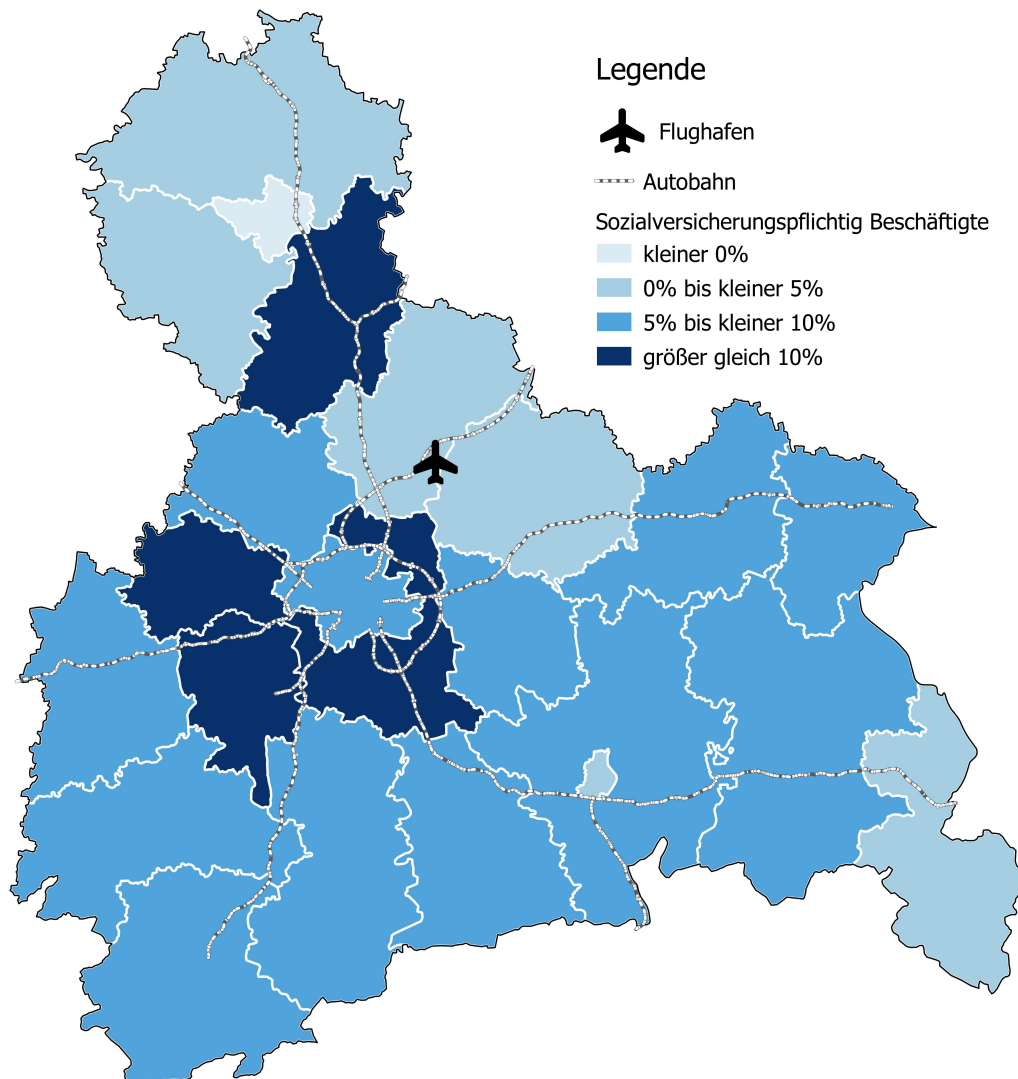 Legende
Flughafen
Autobahn
Sozialversicherungspflichtig Beschäftigte
kleiner 0%
0% bis kleiner 5%
5% bis kleiner 10%
größer gleich 10%